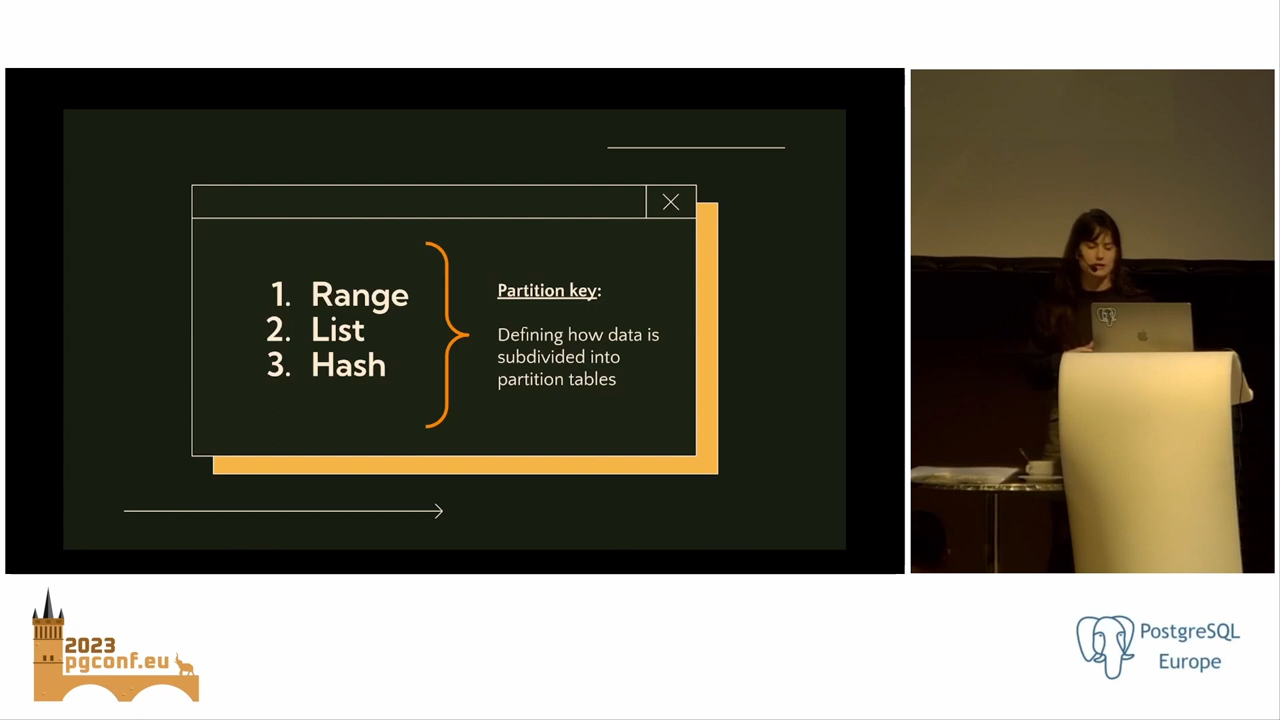 1. Range
2. List
3. Hash
Partition key:
Defining how data is
subdivided into
partition tables
2023
pgconf.eu
PostgreSQL
Europe